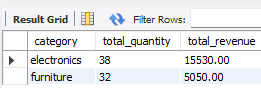 Result Grid Filter Rows:
category total_quantity total_revenue
electronics 38 15530.00
furniture 32 5050.00